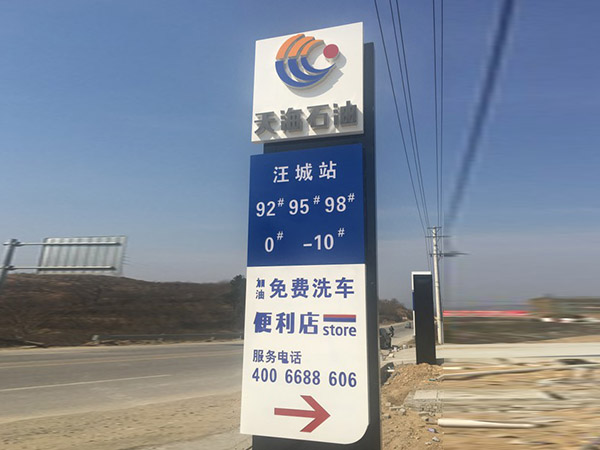 天海石油
汪城站
92# 95# 98#
0# -10#
加油 免费洗车
便利店 store
服务电话
400 6688 606